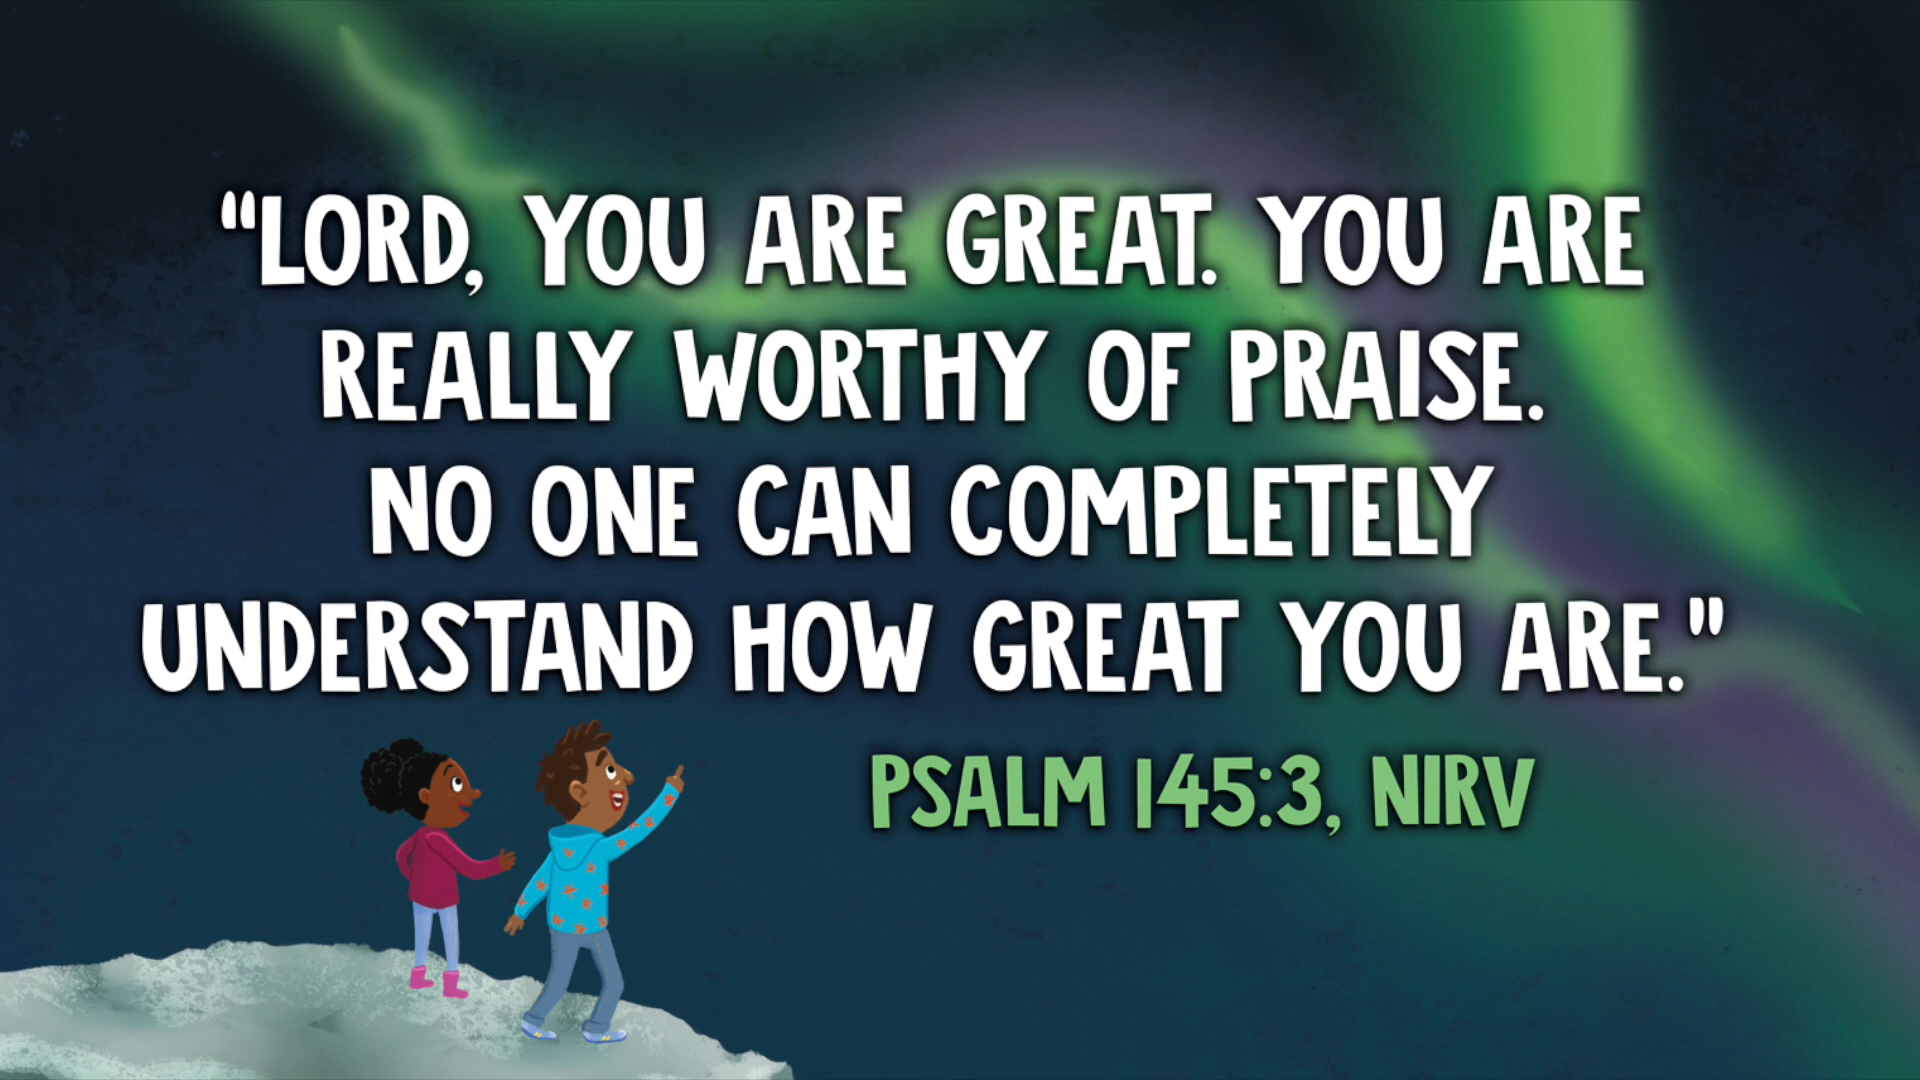 "LORD, YOU ARE GREAT. YOU ARE
REALLY WORTHY OF PRAISE.
NO ONE CAN COMPLETELY
UNDERSTAND HOW GREAT YOU ARE."
PSALM 145:3, NIRV